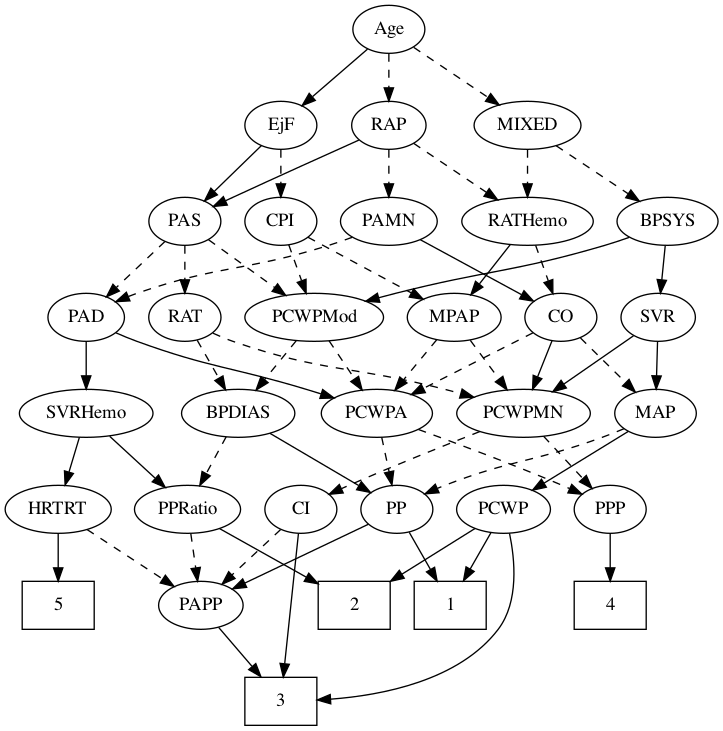 Age
EjF
RAP
MIXED
PAS
CPI
PAMN
RATHemo
BPSYS
PAD
RAT
PCWPMod
MPAP
CO
SVR
SVRHemo
BPDIAS
PCWPA
PCWPMN
MAP
HRTRT
PPRatio
CI
PP
PCWP
PPP
5
PAPP
2
1
4
3